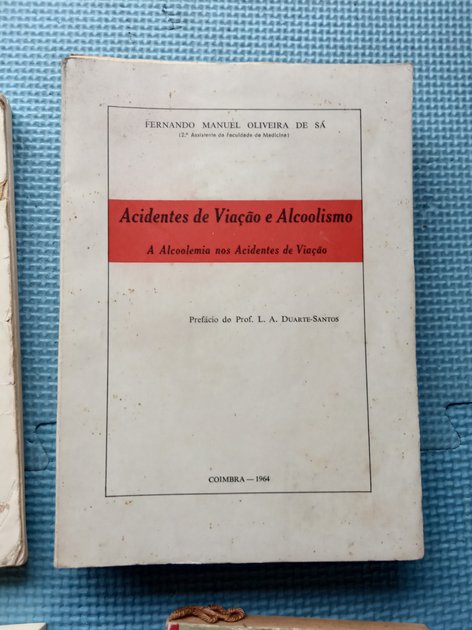 FERNANDO MANUEL OLIVEIRA DE SÁ
(2.º Assistente da Faculdade de Medicina)
Acidentes de Viação e Alcoolismo
A Alcoolemia nos Acidentes de Viação
Prefácio do Prof. L. A. DUARTE-SANTOS
COIMBRA — 1964